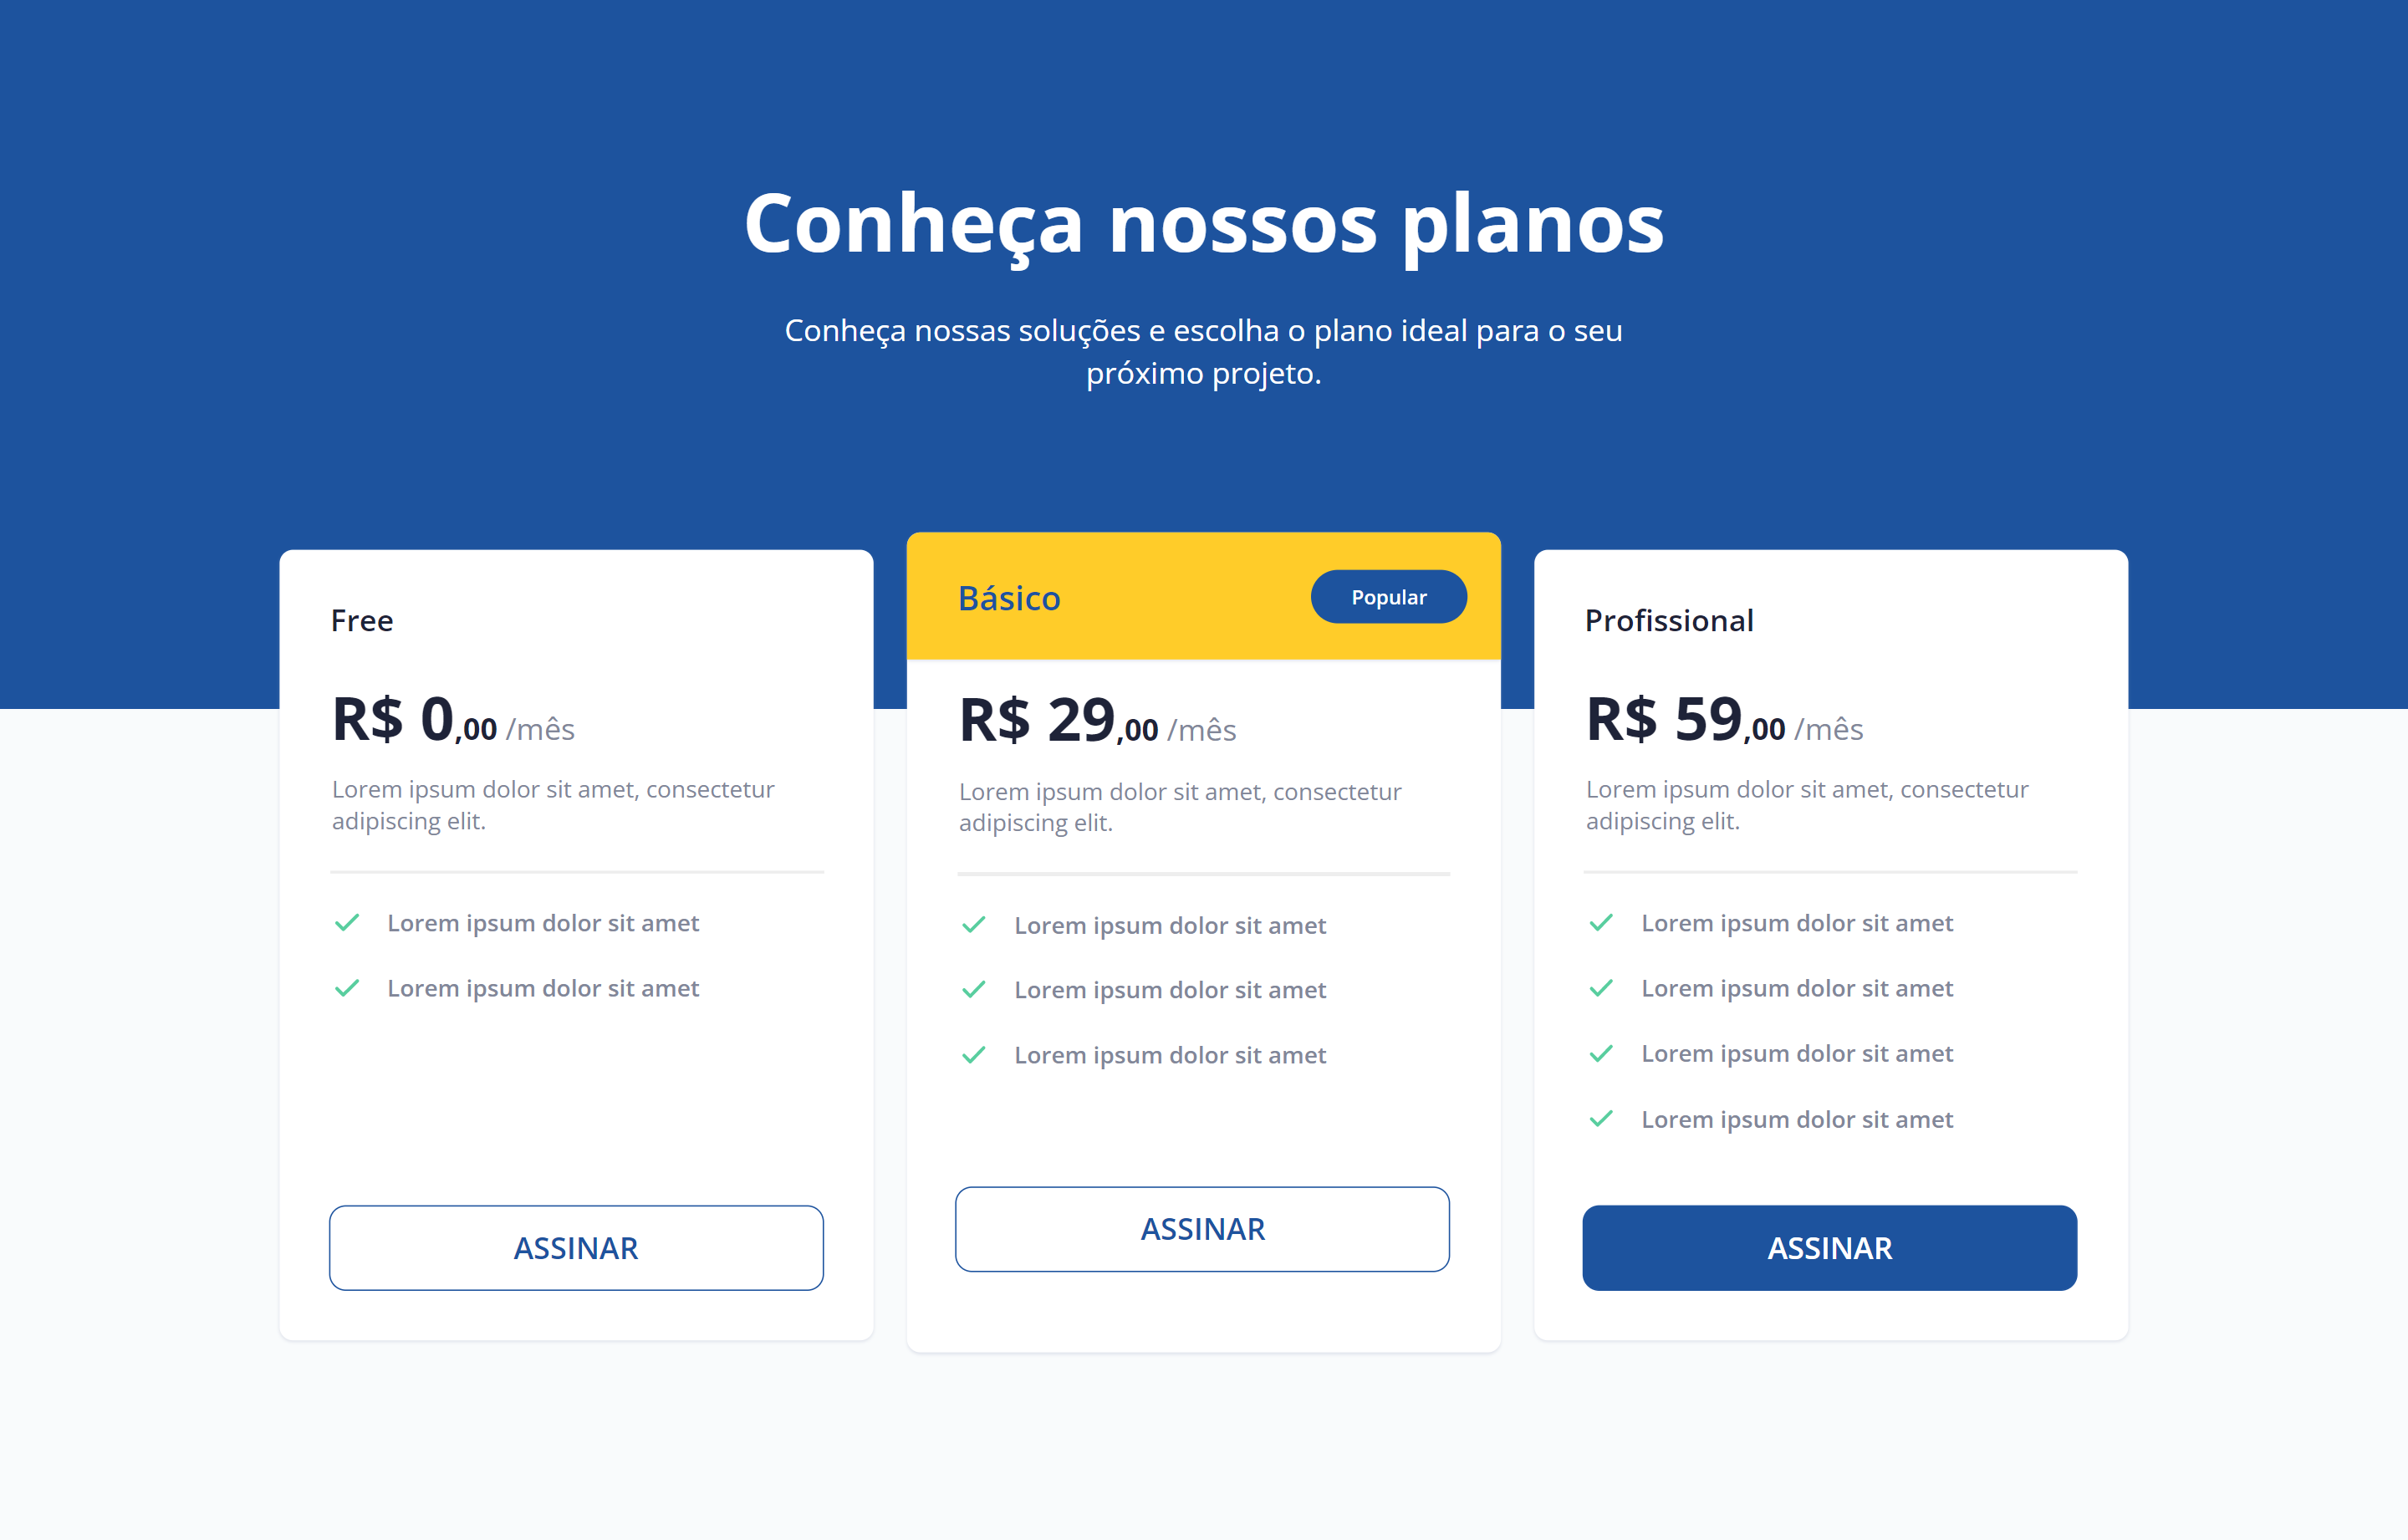 Conheça nossos planos
Conheça nossas soluções e escolha o plano ideal para o seu
próximo projeto.
Free
R$ 0,00 /mês
Lorem ipsum dolor sit amet, consectetur
adipiscing elit.
Lorem ipsum dolor sit amet
Lorem ipsum dolor sit amet
ASSINAR
Básico
Popular
R$ 29,00 /mês
Lorem ipsum dolor sit amet, consectetur
adipiscing elit.
Lorem ipsum dolor sit amet
Lorem ipsum dolor sit amet
Lorem ipsum dolor sit amet
ASSINAR
Profissional
R$ 59,00 /mês
Lorem ipsum dolor sit amet, consectetur
adipiscing elit.
Lorem ipsum dolor sit amet
Lorem ipsum dolor sit amet
Lorem ipsum dolor sit amet
Lorem ipsum dolor sit amet
ASSINAR